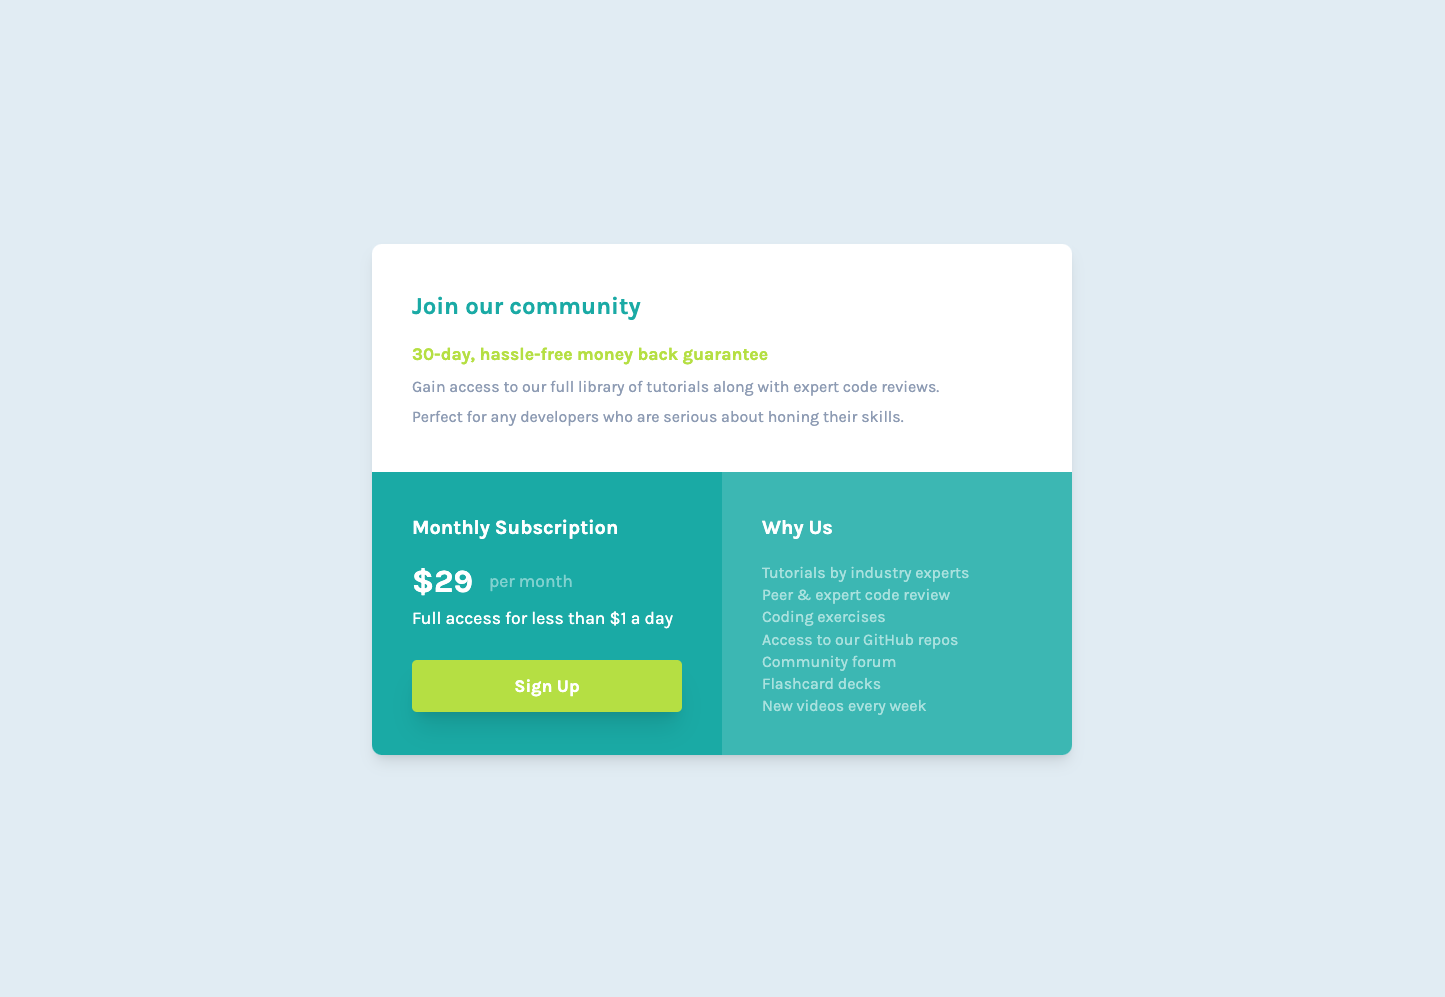 Join our community
30-day, hassle-free money back guarantee
Gain access to our full library of tutorials along with expert code reviews.
Perfect for any developers who are serious about honing their skills.
Monthly Subscription
$29 per month
Full access for less than $1 a day
Sign Up
Why Us
Tutorials by industry experts
Peer & expert code review
Coding exercises
Access to our GitHub repos
Community forum
Flashcard decks
New videos every week